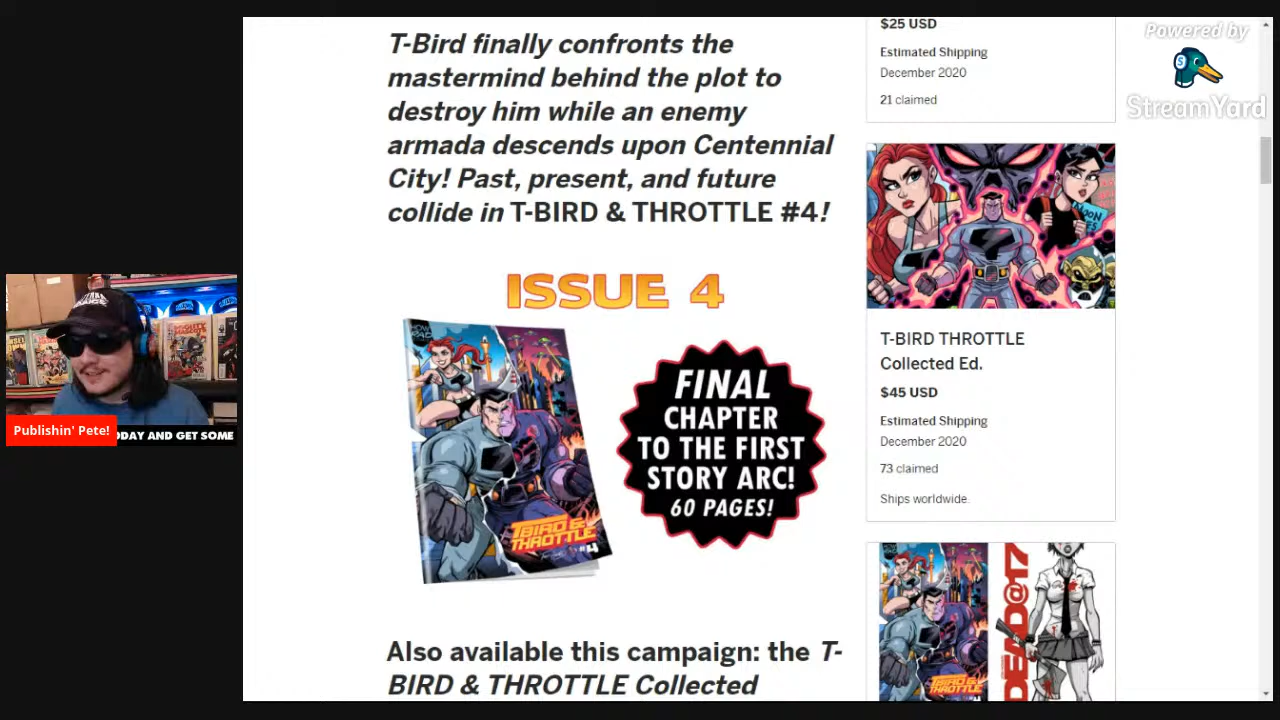 T-Bird finally confronts the
mastermind behind the plot to
destroy him while an enemy
armada descends upon Centennial
City! Past, present, and future
collide in T-BIRD & THROTTLE #4!
ISSUE 4
FINAL
CHAPTER
TO THE FIRST
STORY ARC!
60 PAGES!
T-BIRD &
THROTTLE
#4
Also available this campaign: the T-
BIRD & THROTTLE Collected
$25 USD
Estimated Shipping
December 2020
21 claimed
T-BIRD THROTTLE
Collected Ed.
$45 USD
Estimated Shipping
December 2020
73 claimed
Ships worldwide.
DEAD@17
Powered by
S
StreamYard
Publishin' Pete!
ODAY AND GET SOME